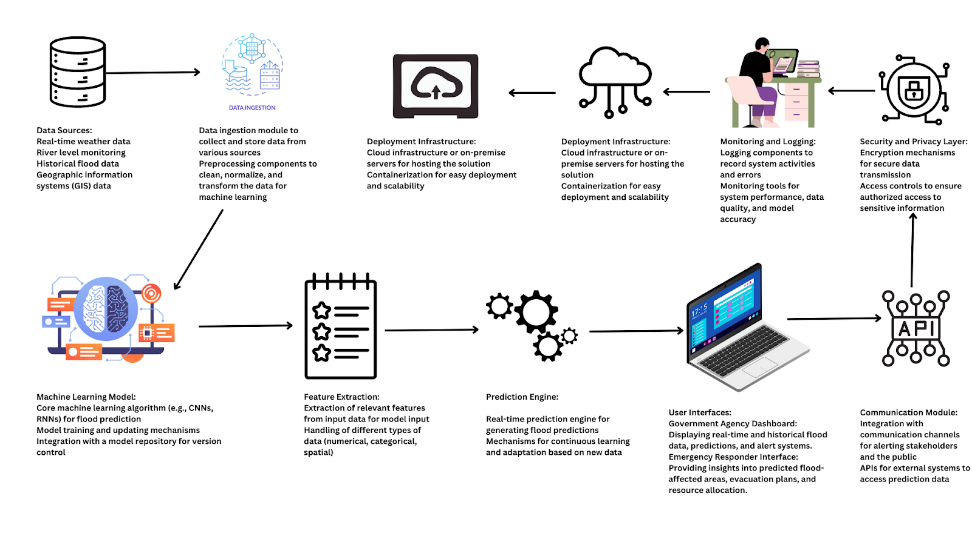 DATA INGESTION
Data Sources:
Real-time weather data
River level monitoring
Historical flood data
Geographic information
systems (GIS) data
Data ingestion module to
collect and store data from
various sources
Preprocessing components to
clean, normalize, and
transform the data for
machine learning
Deployment Infrastructure:
Cloud infrastructure or on-premise
servers for hosting the solution
Containerization for easy deployment
and scalability
Deployment Infrastructure:
Cloud infrastructure or on-
premise servers for hosting the
solution
Containerization for easy
deployment and scalability
Monitoring and Logging:
Logging components to
record system activities
and errors
Monitoring tools for
system performance, data
quality, and model
accuracy
Security and Privacy Layer:
Encryption mechanisms
for secure data
transmission
Access controls to ensure
authorized access to
sensitive information
Machine Learning Model:
Core machine learning algorithm (e.g., CNNs,
RNNs) for flood prediction
Model training and updating mechanisms
Integration with a model repository for version
control
Feature Extraction:
Extraction of relevant features
from input data for model input
Handling of different types of
data (numerical, categorical,
spatial)
Prediction Engine:
Real-time prediction engine for
generating flood predictions
Mechanisms for continuous learning
and adaptation based on new data
User Interfaces:
Government Agency Dashboard:
Displaying real-time and historical flood
data, predictions, and alert systems.
Emergency Responder Interface:
Providing insights into predicted flood-
affected areas, evacuation plans, and
resource allocation.
API
Communication Module:
Integration with
communication channels
for alerting stakeholders
and the public
APIs for external systems to
access prediction data